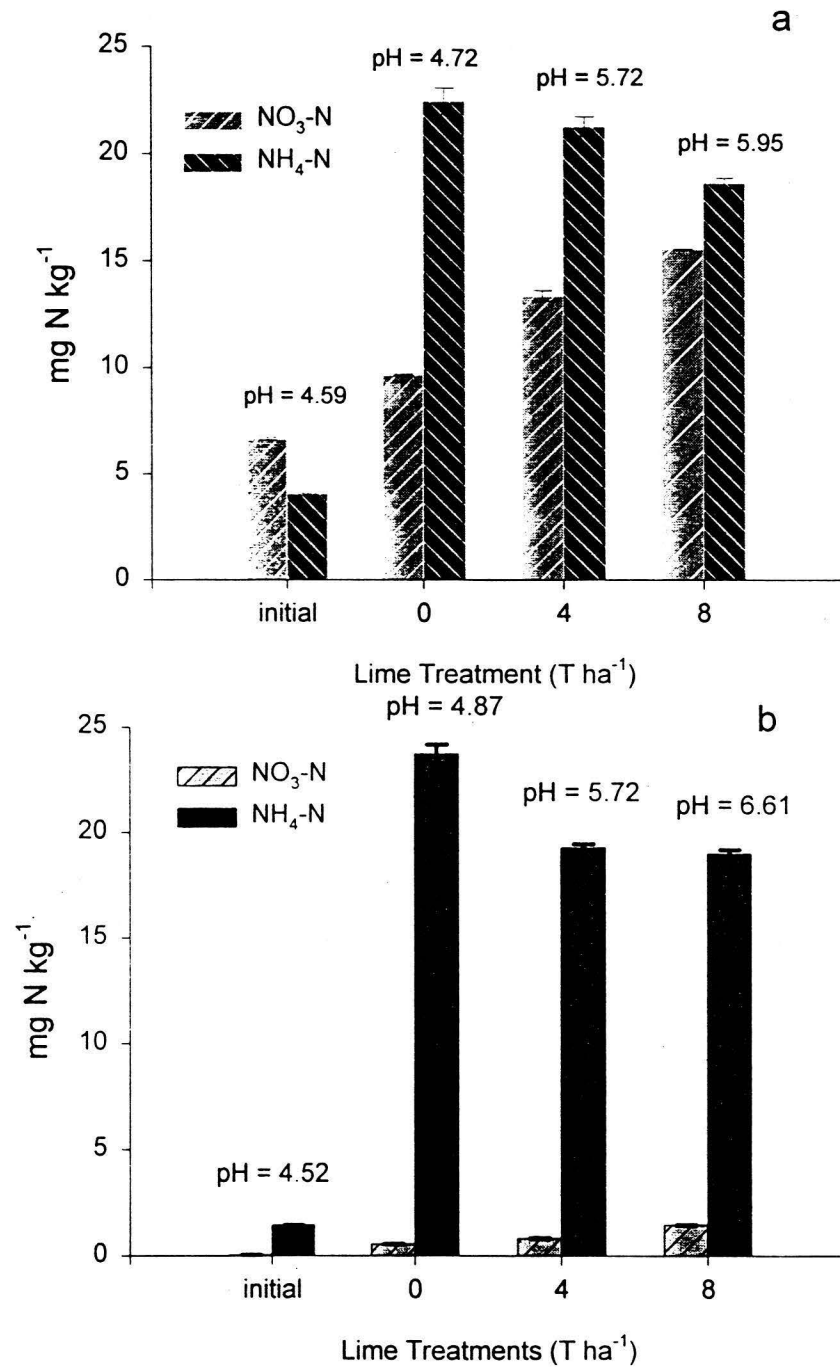 a
25
pH = 4.72
pH = 5.72
NO₃-N
20
NH₄-N
pH = 5.95
15
mg N kg⁻¹
10
pH = 4.59
5
0
initial
0
4
8
Lime Treatment (T ha⁻¹)
pH = 4.87
b
25
NO₃-N
pH = 5.72
pH = 6.61
NH₄-N
20
15
mg N kg⁻¹
10
5
pH = 4.52
0
initial
0
4
8
Lime Treatments (T ha⁻¹)